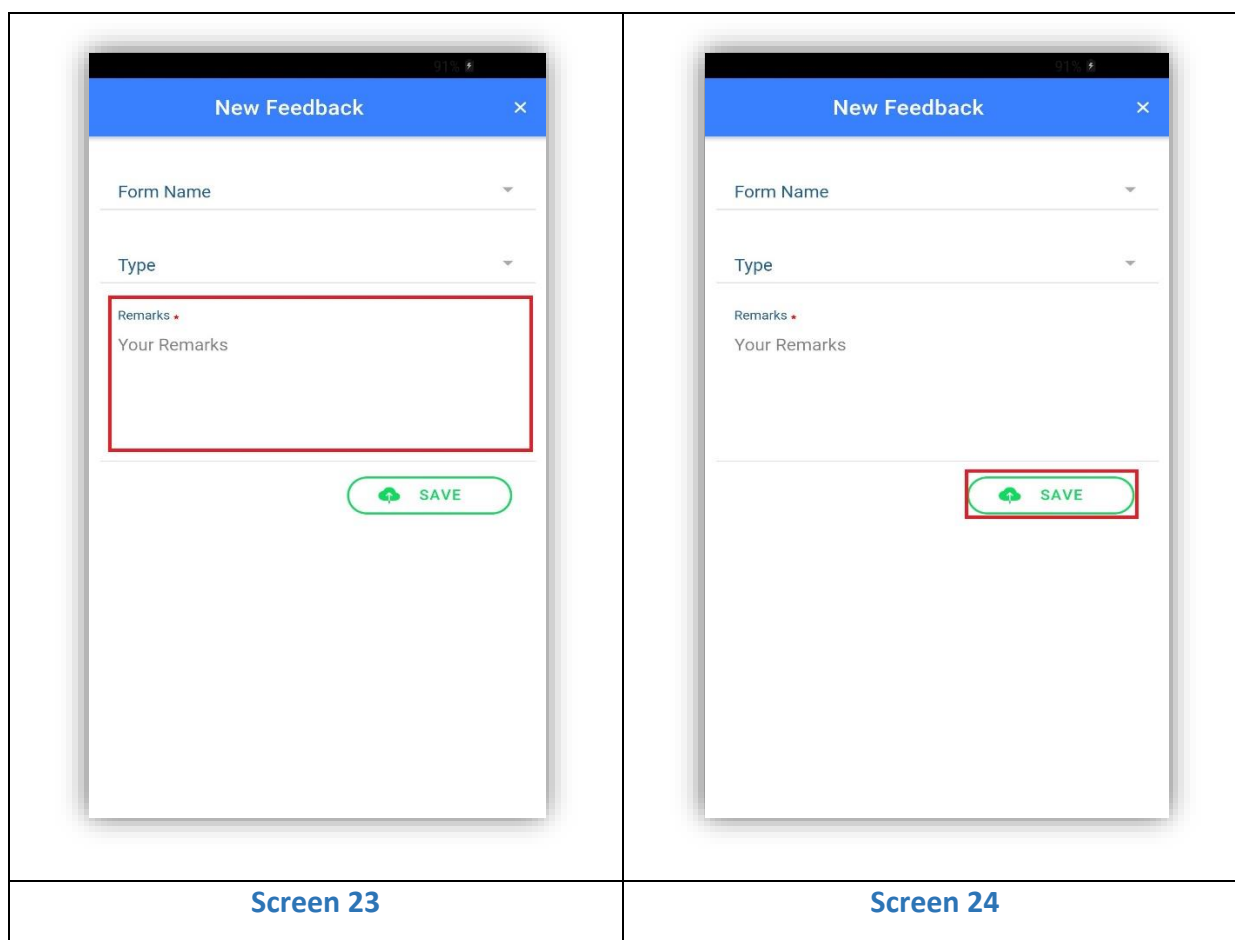 91%
New Feedback ×
Form Name
Type
Remarks *
Your Remarks
SAVE
Screen 23
91%
New Feedback ×
Form Name
Type
Remarks *
Your Remarks
SAVE
Screen 24